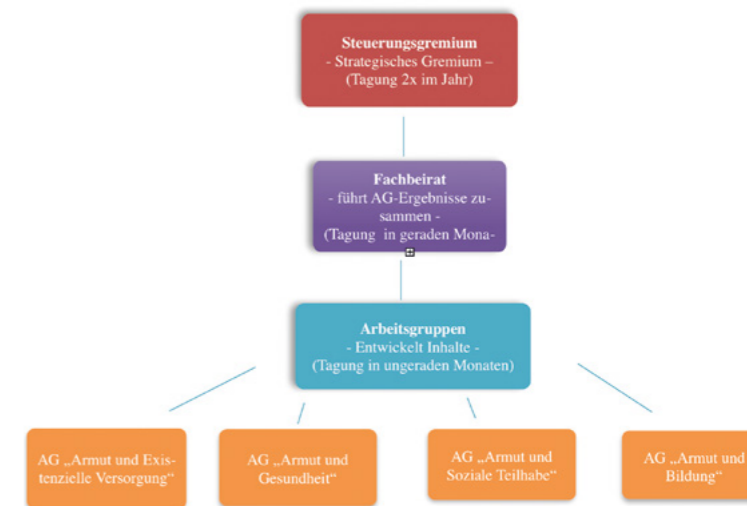 Steuerungsgremium
- Strategisches Gremium –
(Tagung 2x im Jahr)
Fachbeirat
- führt AG-Ergebnisse zu-
sammen -
(Tagung in geraden Mona-
Arbeitsgruppen
- Entwickelt Inhalte -
(Tagung in ungeraden Monaten)
AG „Armut und Exis-
tenzielle Versorgung“
AG „Armut und
Gesundheit“
AG „Armut und
Soziale Teilhabe“
AG „Armut und
Bildung“